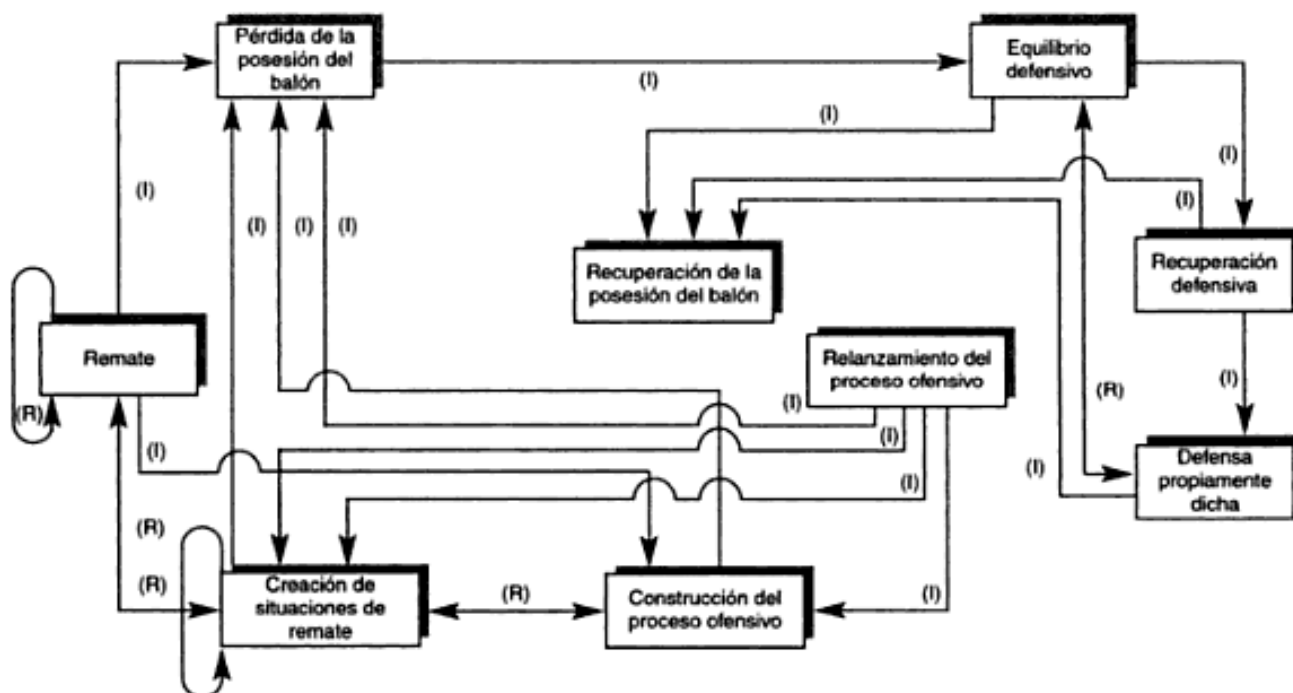 Pérdida de la
posesión del
balón
Equilibrio
defensivo
(I)
(I)
(I)
(I)
(I)
(I)
(I)
(I)
Recuperación de la
posesión del balón
Recuperación
defensiva
Remate
Relanzamiento del
proceso ofensivo
(R)
(I)
(R)
(I)
(I)
(I)
(I)
(I)
Defensa
propiamente
dicha
(R)
(R)
Creación de
situaciones de
remate
(R)
Construcción del
proceso ofensivo
(I)